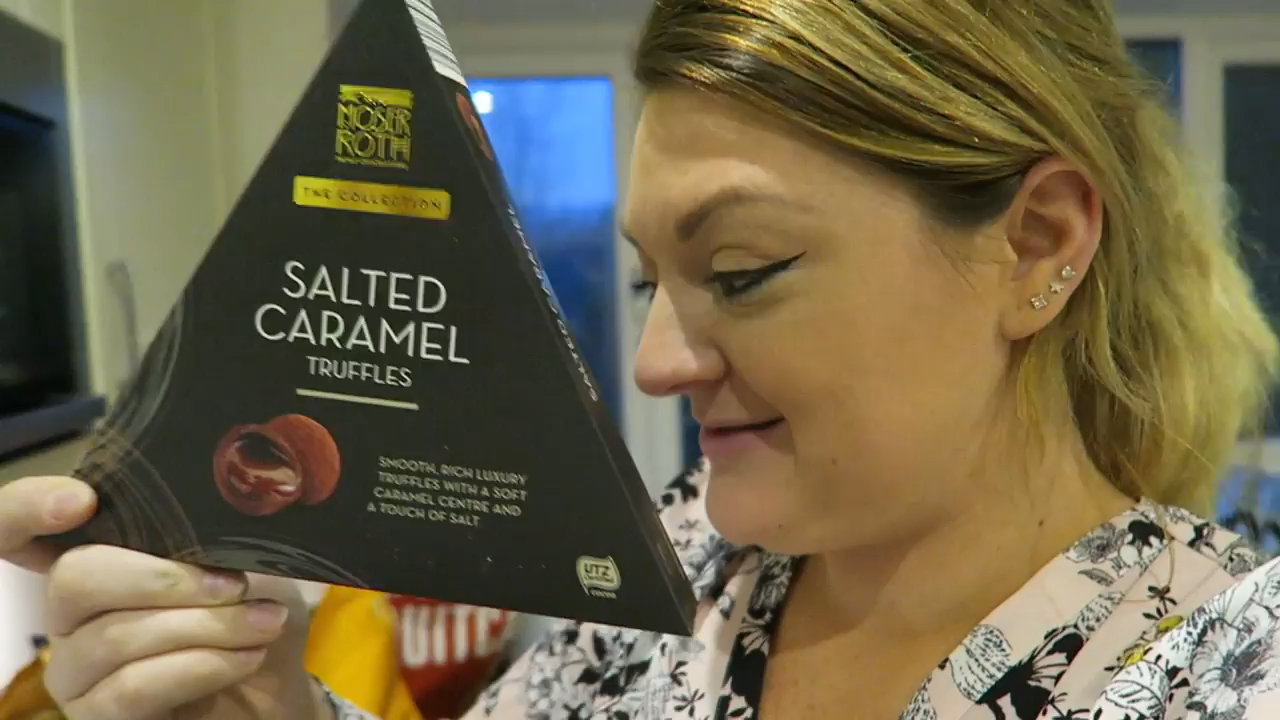 MOSER
ROTH
THE COLLECTION
SALTED
CARAMEL
TRUFFLES
SMOOTH, RICH LUXURY
TRUFFLES WITH A SOFT
CARAMEL CENTRE AND
A TOUCH OF SALT
UTZ
cocoa